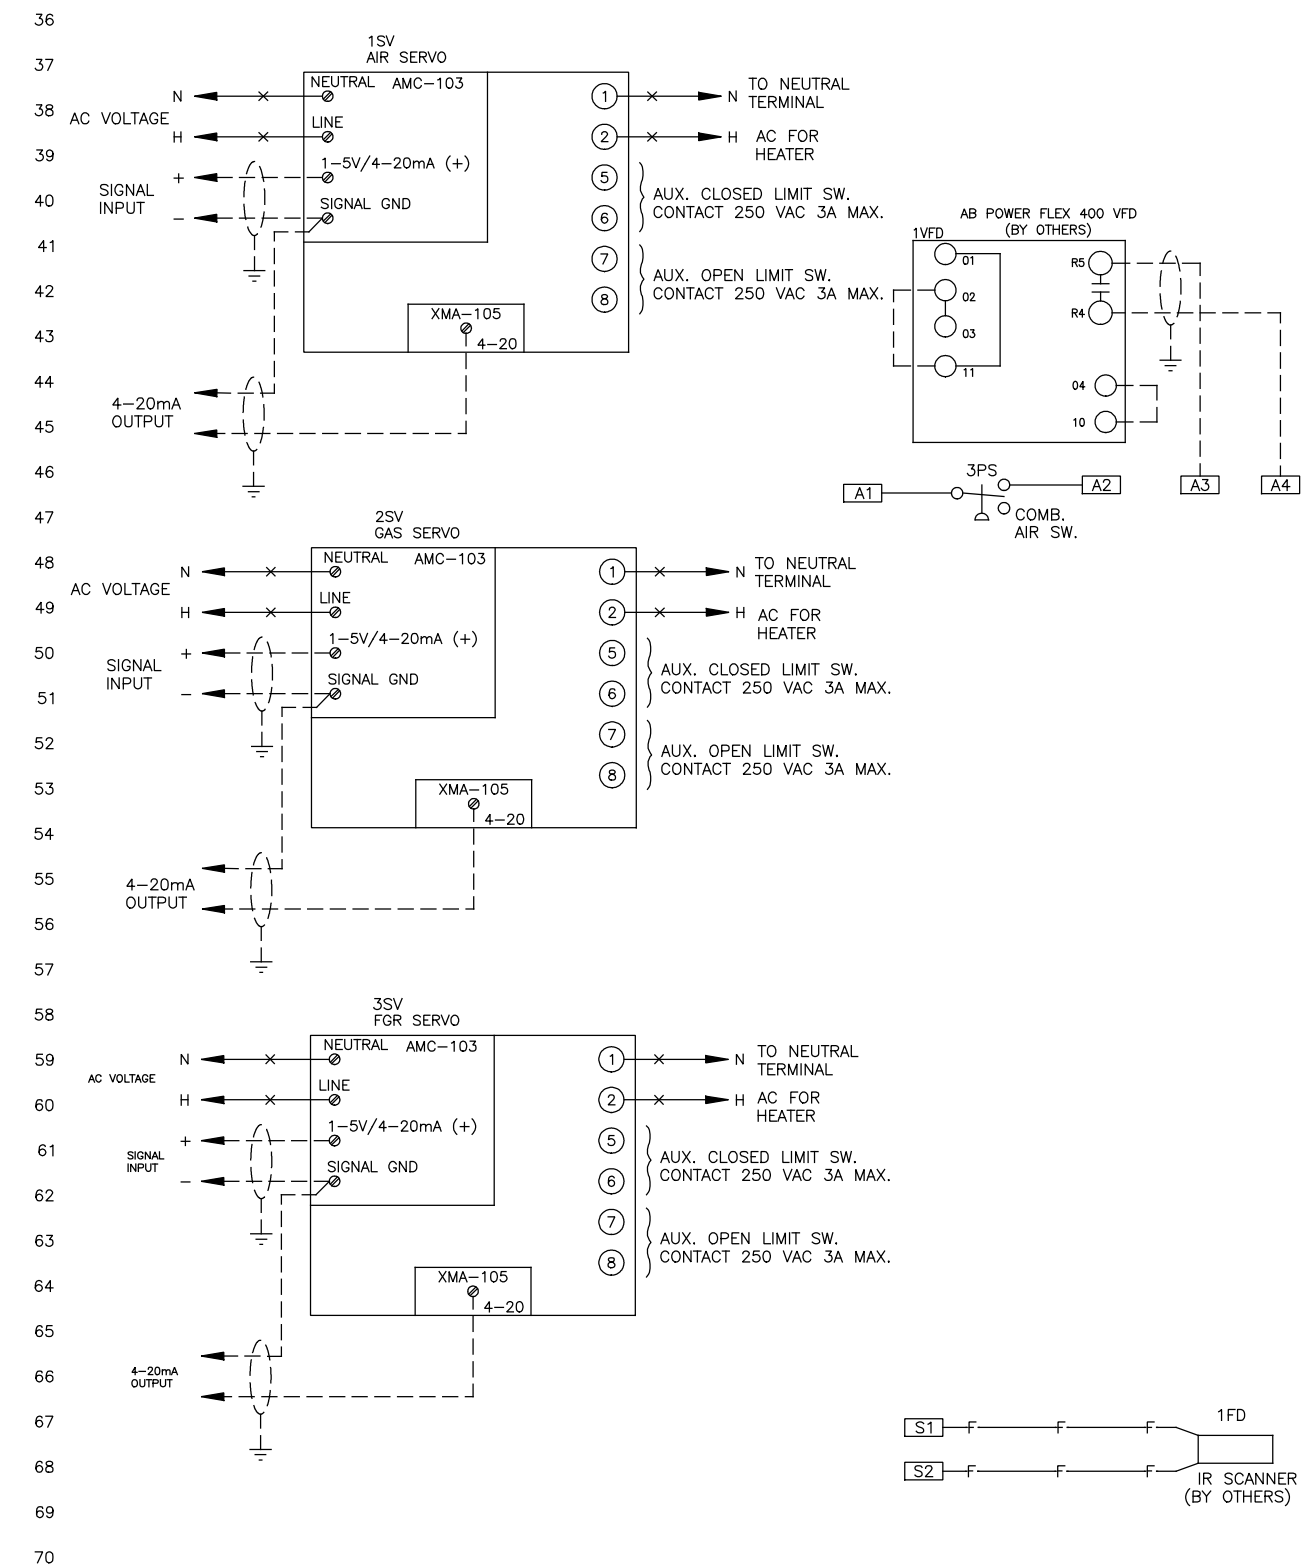 36
1SV
AIR SERVO
37
NEUTRAL AMC-103
N
1
N TO NEUTRAL
TERMINAL
38
AC VOLTAGE
LINE
H
2
H AC FOR
HEATER
39
1-5V/4-20mA (+)
+
5
SIGNAL
INPUT
40
SIGNAL GND
-
6
AUX. CLOSED LIMIT SW.
CONTACT 250 VAC 3A MAX.
41
7
AUX. OPEN LIMIT SW.
CONTACT 250 VAC 3A MAX.
42
8
XMA-105
4-20
43
AB POWER FLEX 400 VFD
(BY OTHERS)
1VFD
01
R5
02
R4
03
11
04
10
44
4-20mA
OUTPUT
45
46
3PS
A1
A2
A3
A4
COMB.
AIR SW.
47
2SV
GAS SERVO
48
NEUTRAL AMC-103
N
1
N TO NEUTRAL
TERMINAL
AC VOLTAGE
49
LINE
H
2
H AC FOR
HEATER
50
1-5V/4-20mA (+)
+
5
SIGNAL
INPUT
51
SIGNAL GND
-
6
AUX. CLOSED LIMIT SW.
CONTACT 250 VAC 3A MAX.
52
7
AUX. OPEN LIMIT SW.
CONTACT 250 VAC 3A MAX.
53
8
XMA-105
4-20
54
55
4-20mA
OUTPUT
56
57
3SV
FGR SERVO
58
59
NEUTRAL AMC-103
N
1
N TO NEUTRAL
TERMINAL
AC VOLTAGE
60
LINE
H
2
H AC FOR
HEATER
61
1-5V/4-20mA (+)
+
5
SIGNAL
INPUT
62
SIGNAL GND
-
6
AUX. CLOSED LIMIT SW.
CONTACT 250 VAC 3A MAX.
63
7
AUX. OPEN LIMIT SW.
CONTACT 250 VAC 3A MAX.
64
8
XMA-105
4-20
65
66
4-20mA
OUTPUT
67
1FD
S1 F F F
68
S2 F F F
IR SCANNER
(BY OTHERS)
69
70